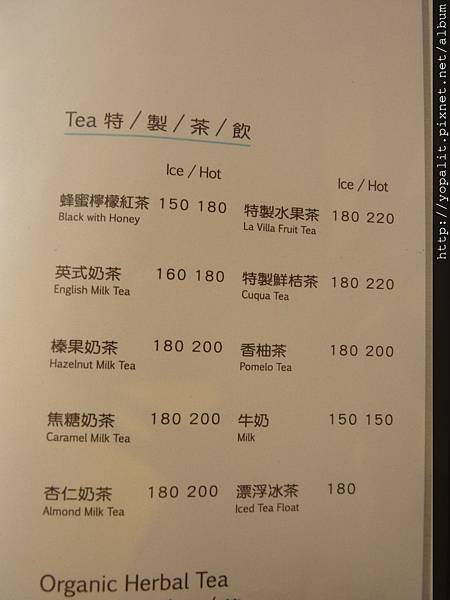 Tea 特/製/茶/飲
Ice / Hot
蜂蜜檸檬紅茶 150 180
Black with Honey
英式奶茶 160 180
English Milk Tea
榛果奶茶 180 200
Hazelnut Milk Tea
焦糖奶茶 180 200
Caramel Milk Tea
杏仁奶茶 180 200
Almond Milk Tea
Ice / Hot
特製水果茶 180 220
La Villa Fruit Tea
特製鮮桔茶 180 220
Cuqua Tea
香柚茶 180 200
Pomelo Tea
牛奶 150 150
Milk
漂浮冰茶 180
Iced Tea Float
Organic Herbal Tea
http://yopalit.pixnet.net/album